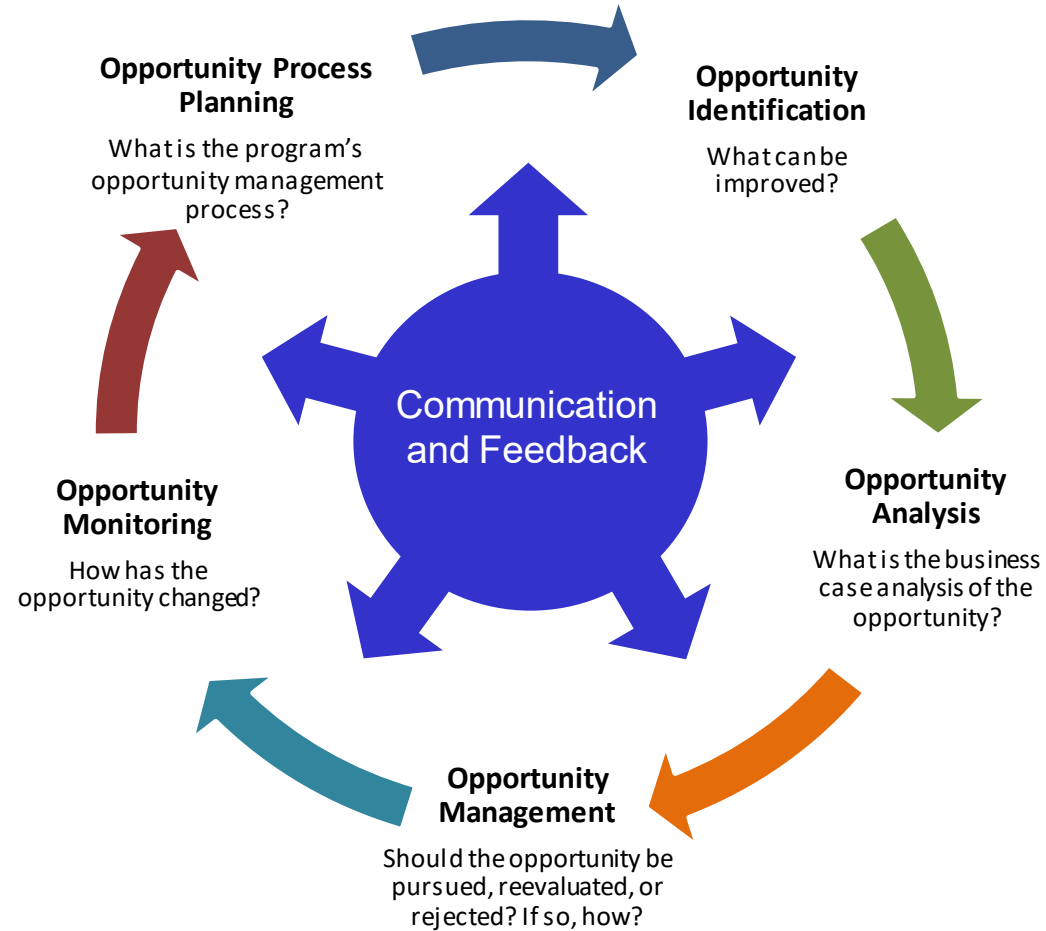 Opportunity Process
Planning
What is the program's
opportunity management
process?
Opportunity
Identification
What can be
improved?
Communication
and Feedback
Opportunity
Monitoring
How has the
opportunity changed?
Opportunity
Analysis
What is the business
case analysis of the
opportunity?
Opportunity
Management
Should the opportunity be
pursued, reevaluated, or
rejected? If so, how?